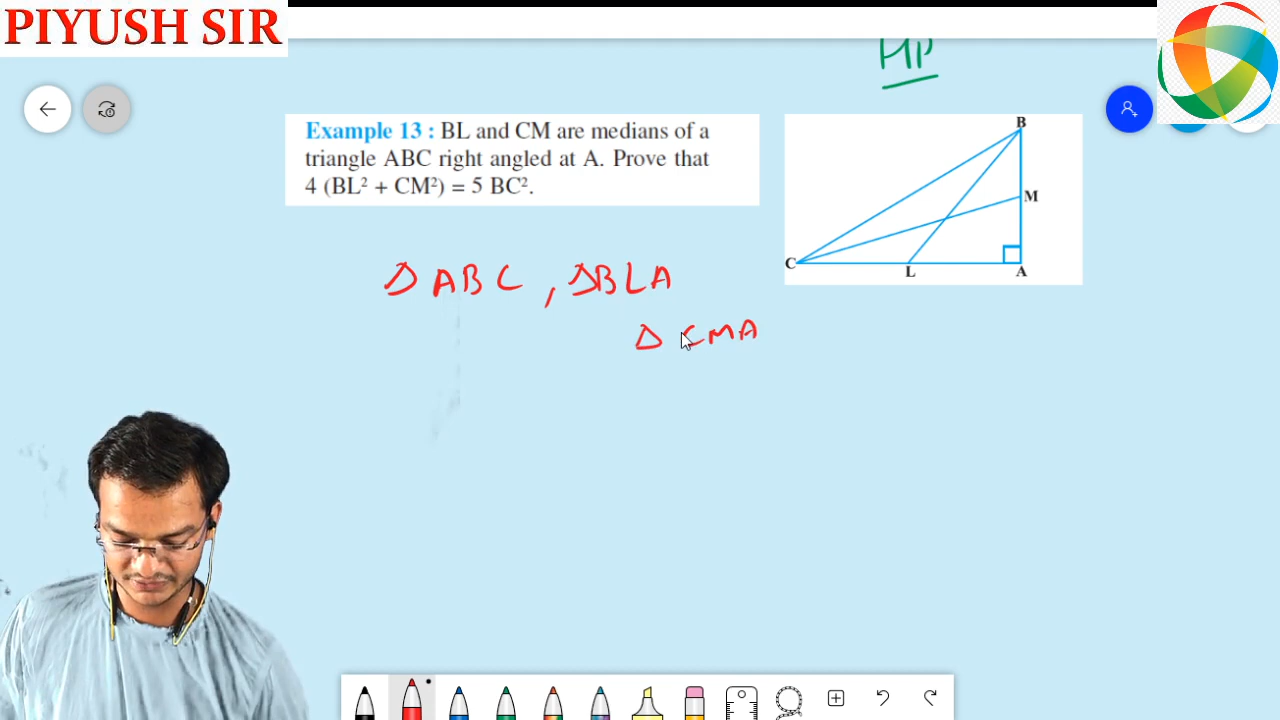 PIYUSH SIR
HP
Example 13 : BL and CM are medians of a
triangle ABC right angled at A. Prove that
4 (BL² + CM²) = 5 BC².
B
M
C
L
A
Δ ABC , ΔBLA
Δ CMA